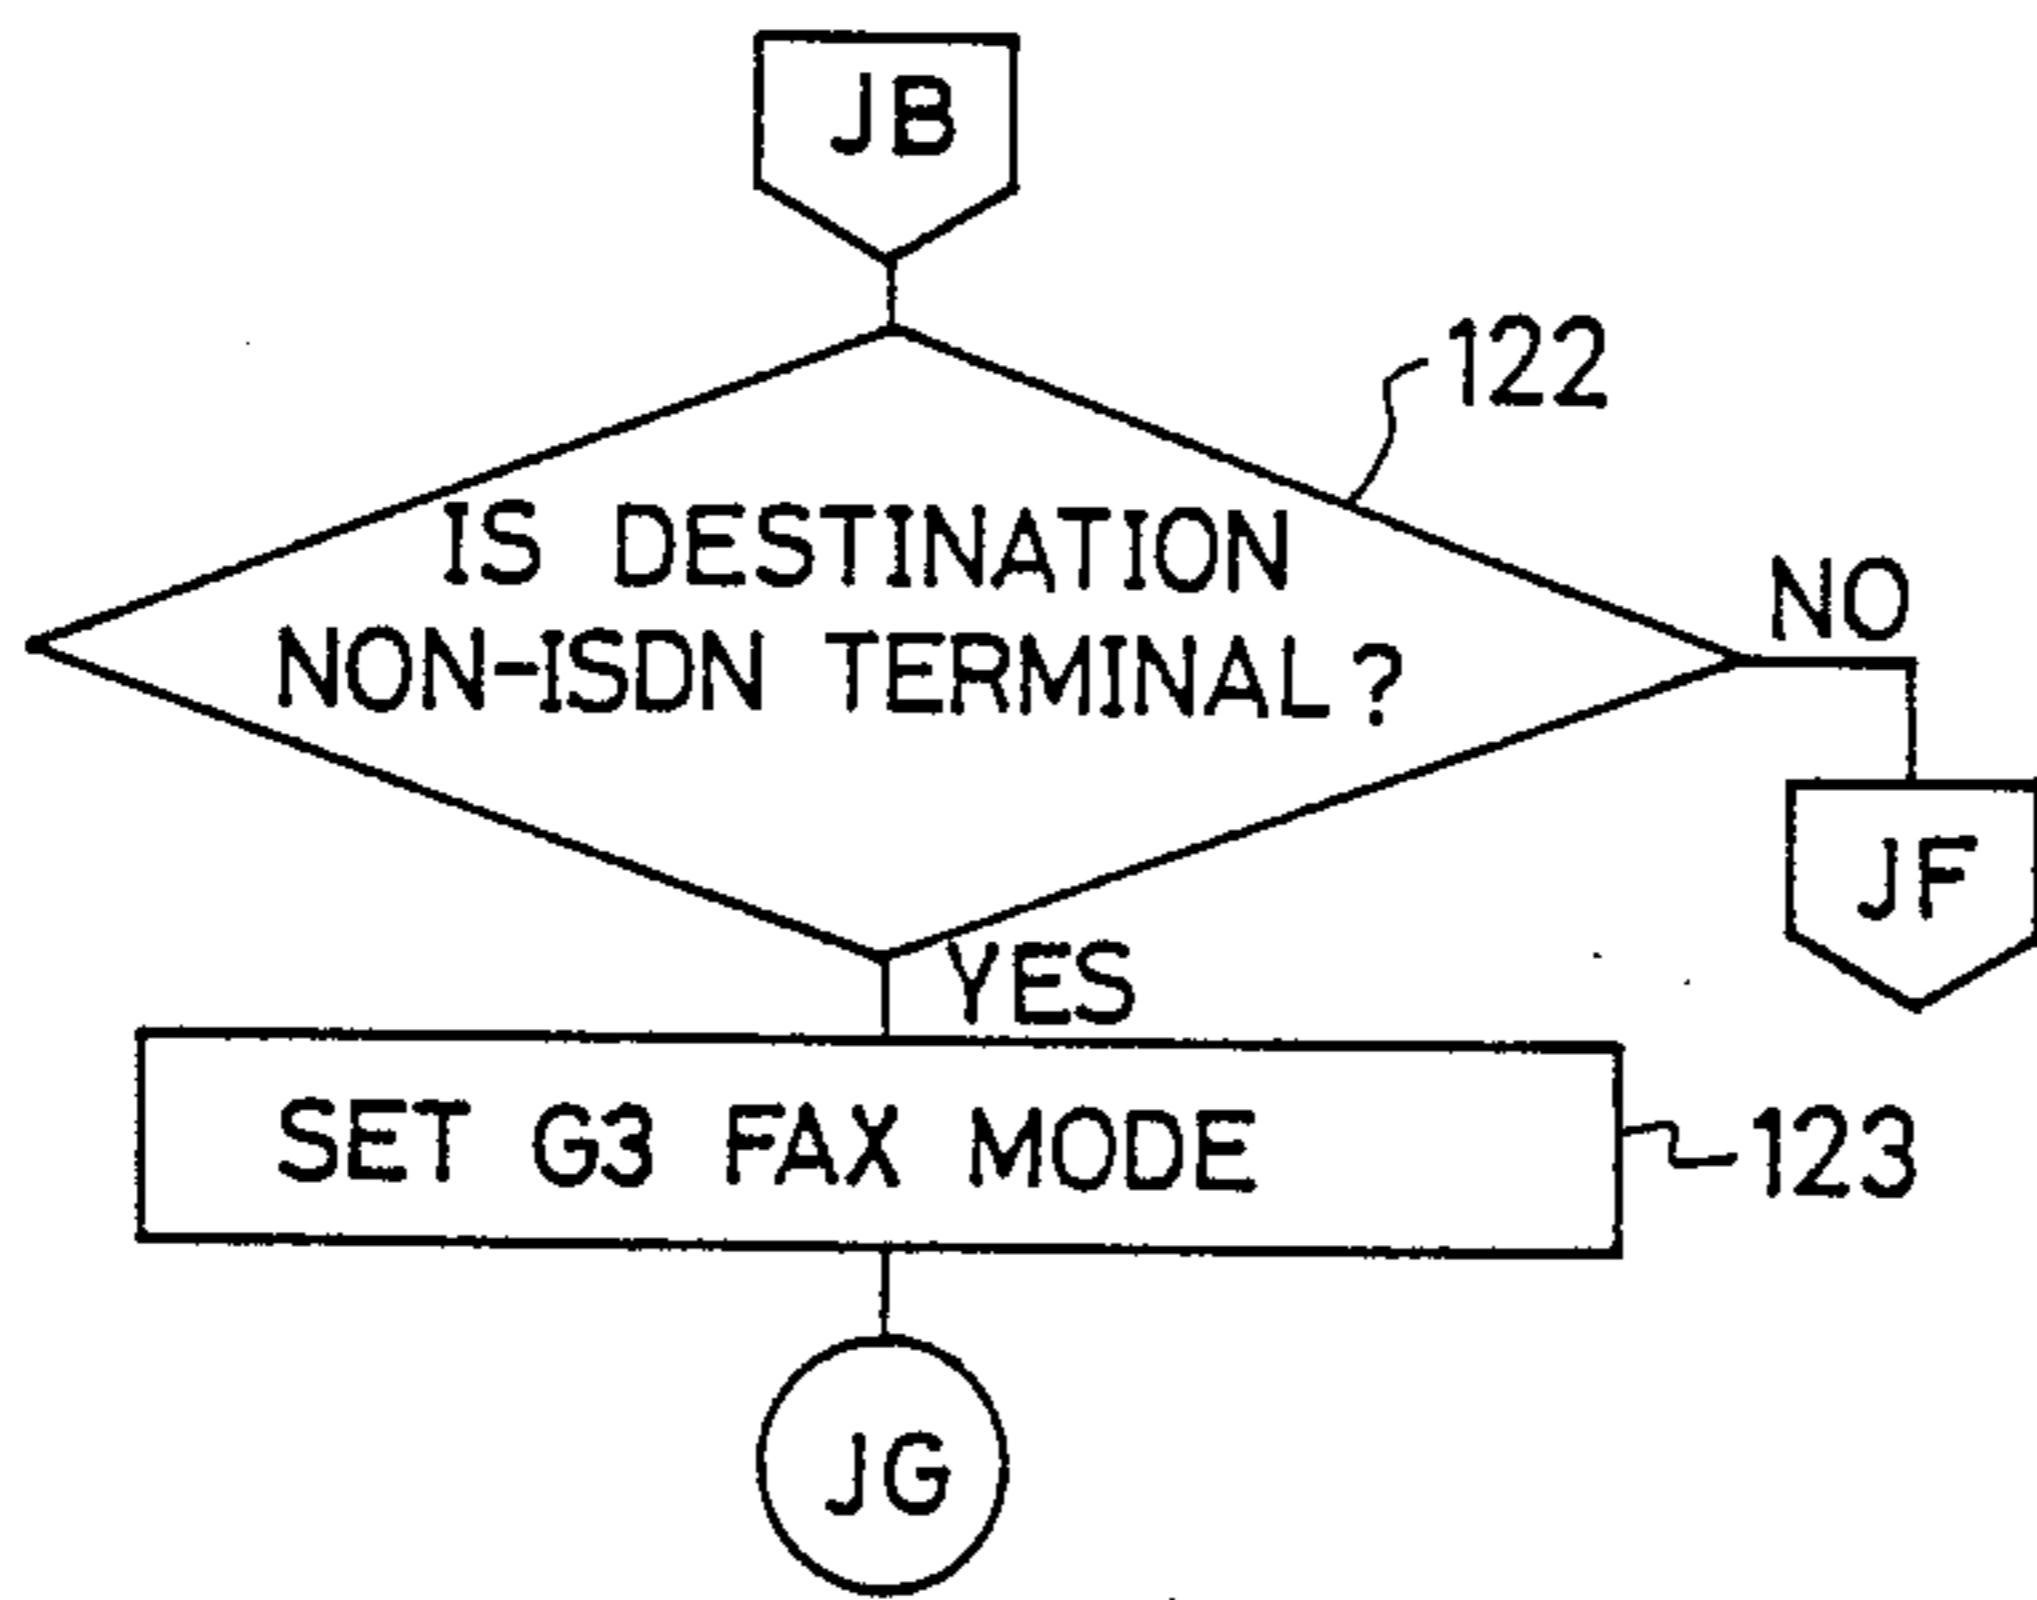 JB
122
IS DESTINATION
NON-ISDN TERMINAL?
NO
JF
YES
SET G3 FAX MODE
123
JG